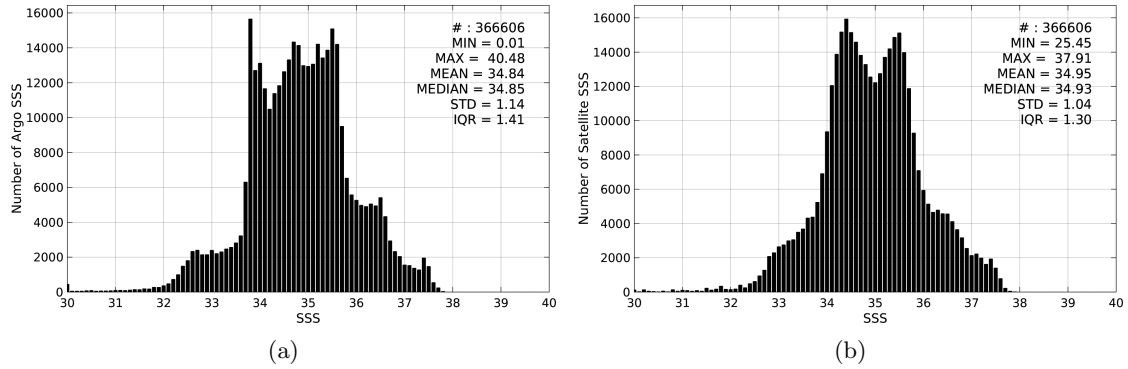 16000
14000
12000
10000
8000
6000
4000
2000
0
Number of Argo SSS
# : 366606
MIN = 0.01
MAX = 40.48
MEAN = 34.84
MEDIAN = 34.85
STD = 1.14
IQR = 1.41
30 31 32 33 34 35 36 37 38 39 40
SSS
(a)
16000
14000
12000
10000
8000
6000
4000
2000
0
Number of Satellite SSS
# : 366606
MIN = 25.45
MAX = 37.91
MEAN = 34.95
MEDIAN = 34.93
STD = 1.04
IQR = 1.30
30 31 32 33 34 35 36 37 38 39 40
SSS
(b)